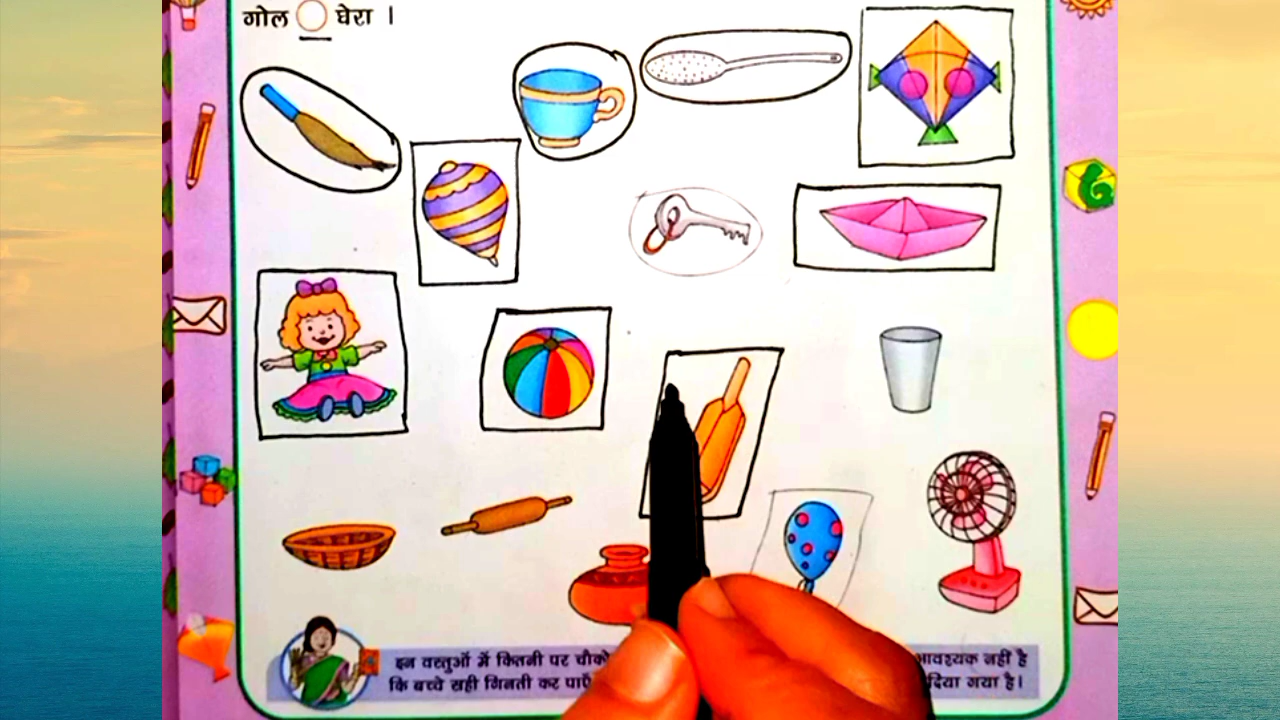 गोल घेरा ।
इन वस्तुओं में कितनी पर चौको
आवश्यक नहीं है
कि बच्चे सही गिनती कर पाएँ
दिया गया है।